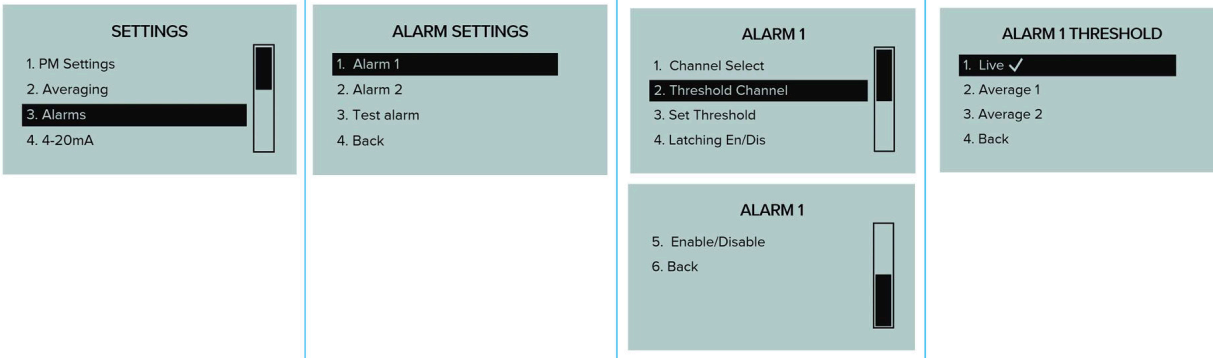 SETTINGS
1. PM Settings
2. Averaging
3. Alarms
4. 4-20mA
ALARM SETTINGS
1. Alarm 1
2. Alarm 2
3. Test alarm
4. Back
ALARM 1
1. Channel Select
2. Threshold Channel
3. Set Threshold
4. Latching En/Dis
ALARM 1
5. Enable/Disable
6. Back
ALARM 1 THRESHOLD
1. Live ✓
2. Average 1
3. Average 2
4. Back